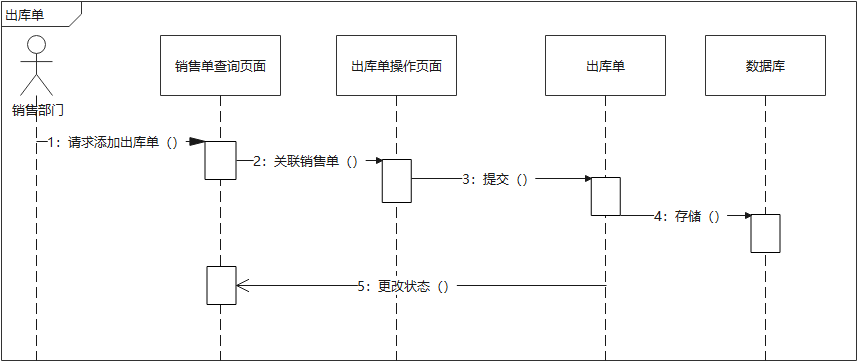 出库单
销售部门
销售单查询页面
出库单操作页面
出库单
数据库
1：请求添加出库单（）
2：关联销售单（）
3：提交（）
4：存储（）
5：更改状态（）